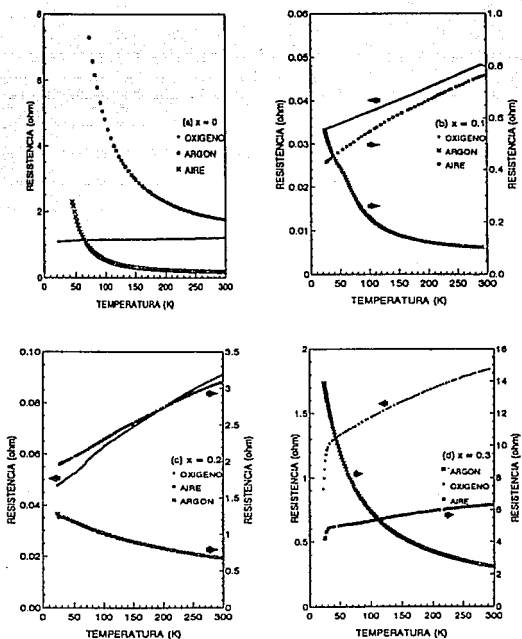 8
6
4
2
0
RESISTENCIA (ohm)
(a) x = 0
OXIGENO
ARGON
AIRE
0 50 100 150 200 250 300
TEMPERATURA (K)
0.06
0.05
0.04
0.03
0.02
0.01
0
RESISTENCIA (ohm)
1.0
0.8
0.6
0.4
0.2
0.0
RESISTENCIA (ohm)
(b) x = 0.1
OXIGENO
ARGON
AIRE
0 50 100 150 200 250 300
TEMPERATURA (K)
0.10
0.08
0.06
0.04
0.02
0.00
RESISTENCIA (ohm)
3.5
3
2.5
2
1.5
1
0.5
0
RESISTENCIA (ohm)
(c) x = 0.2
OXIGENO
AIRE
ARGON
0 50 100 150 200 250 300
TEMPERATURA (K)
2
1.5
1
0.5
0
RESISTENCIA (ohm)
16
14
12
10
8
6
4
2
0
RESISTENCIA (ohm)
(d) x = 0.3
ARGON
OXIGENO
AIRE
0 50 100 150 200 250 300
TEMPERATURA (K)